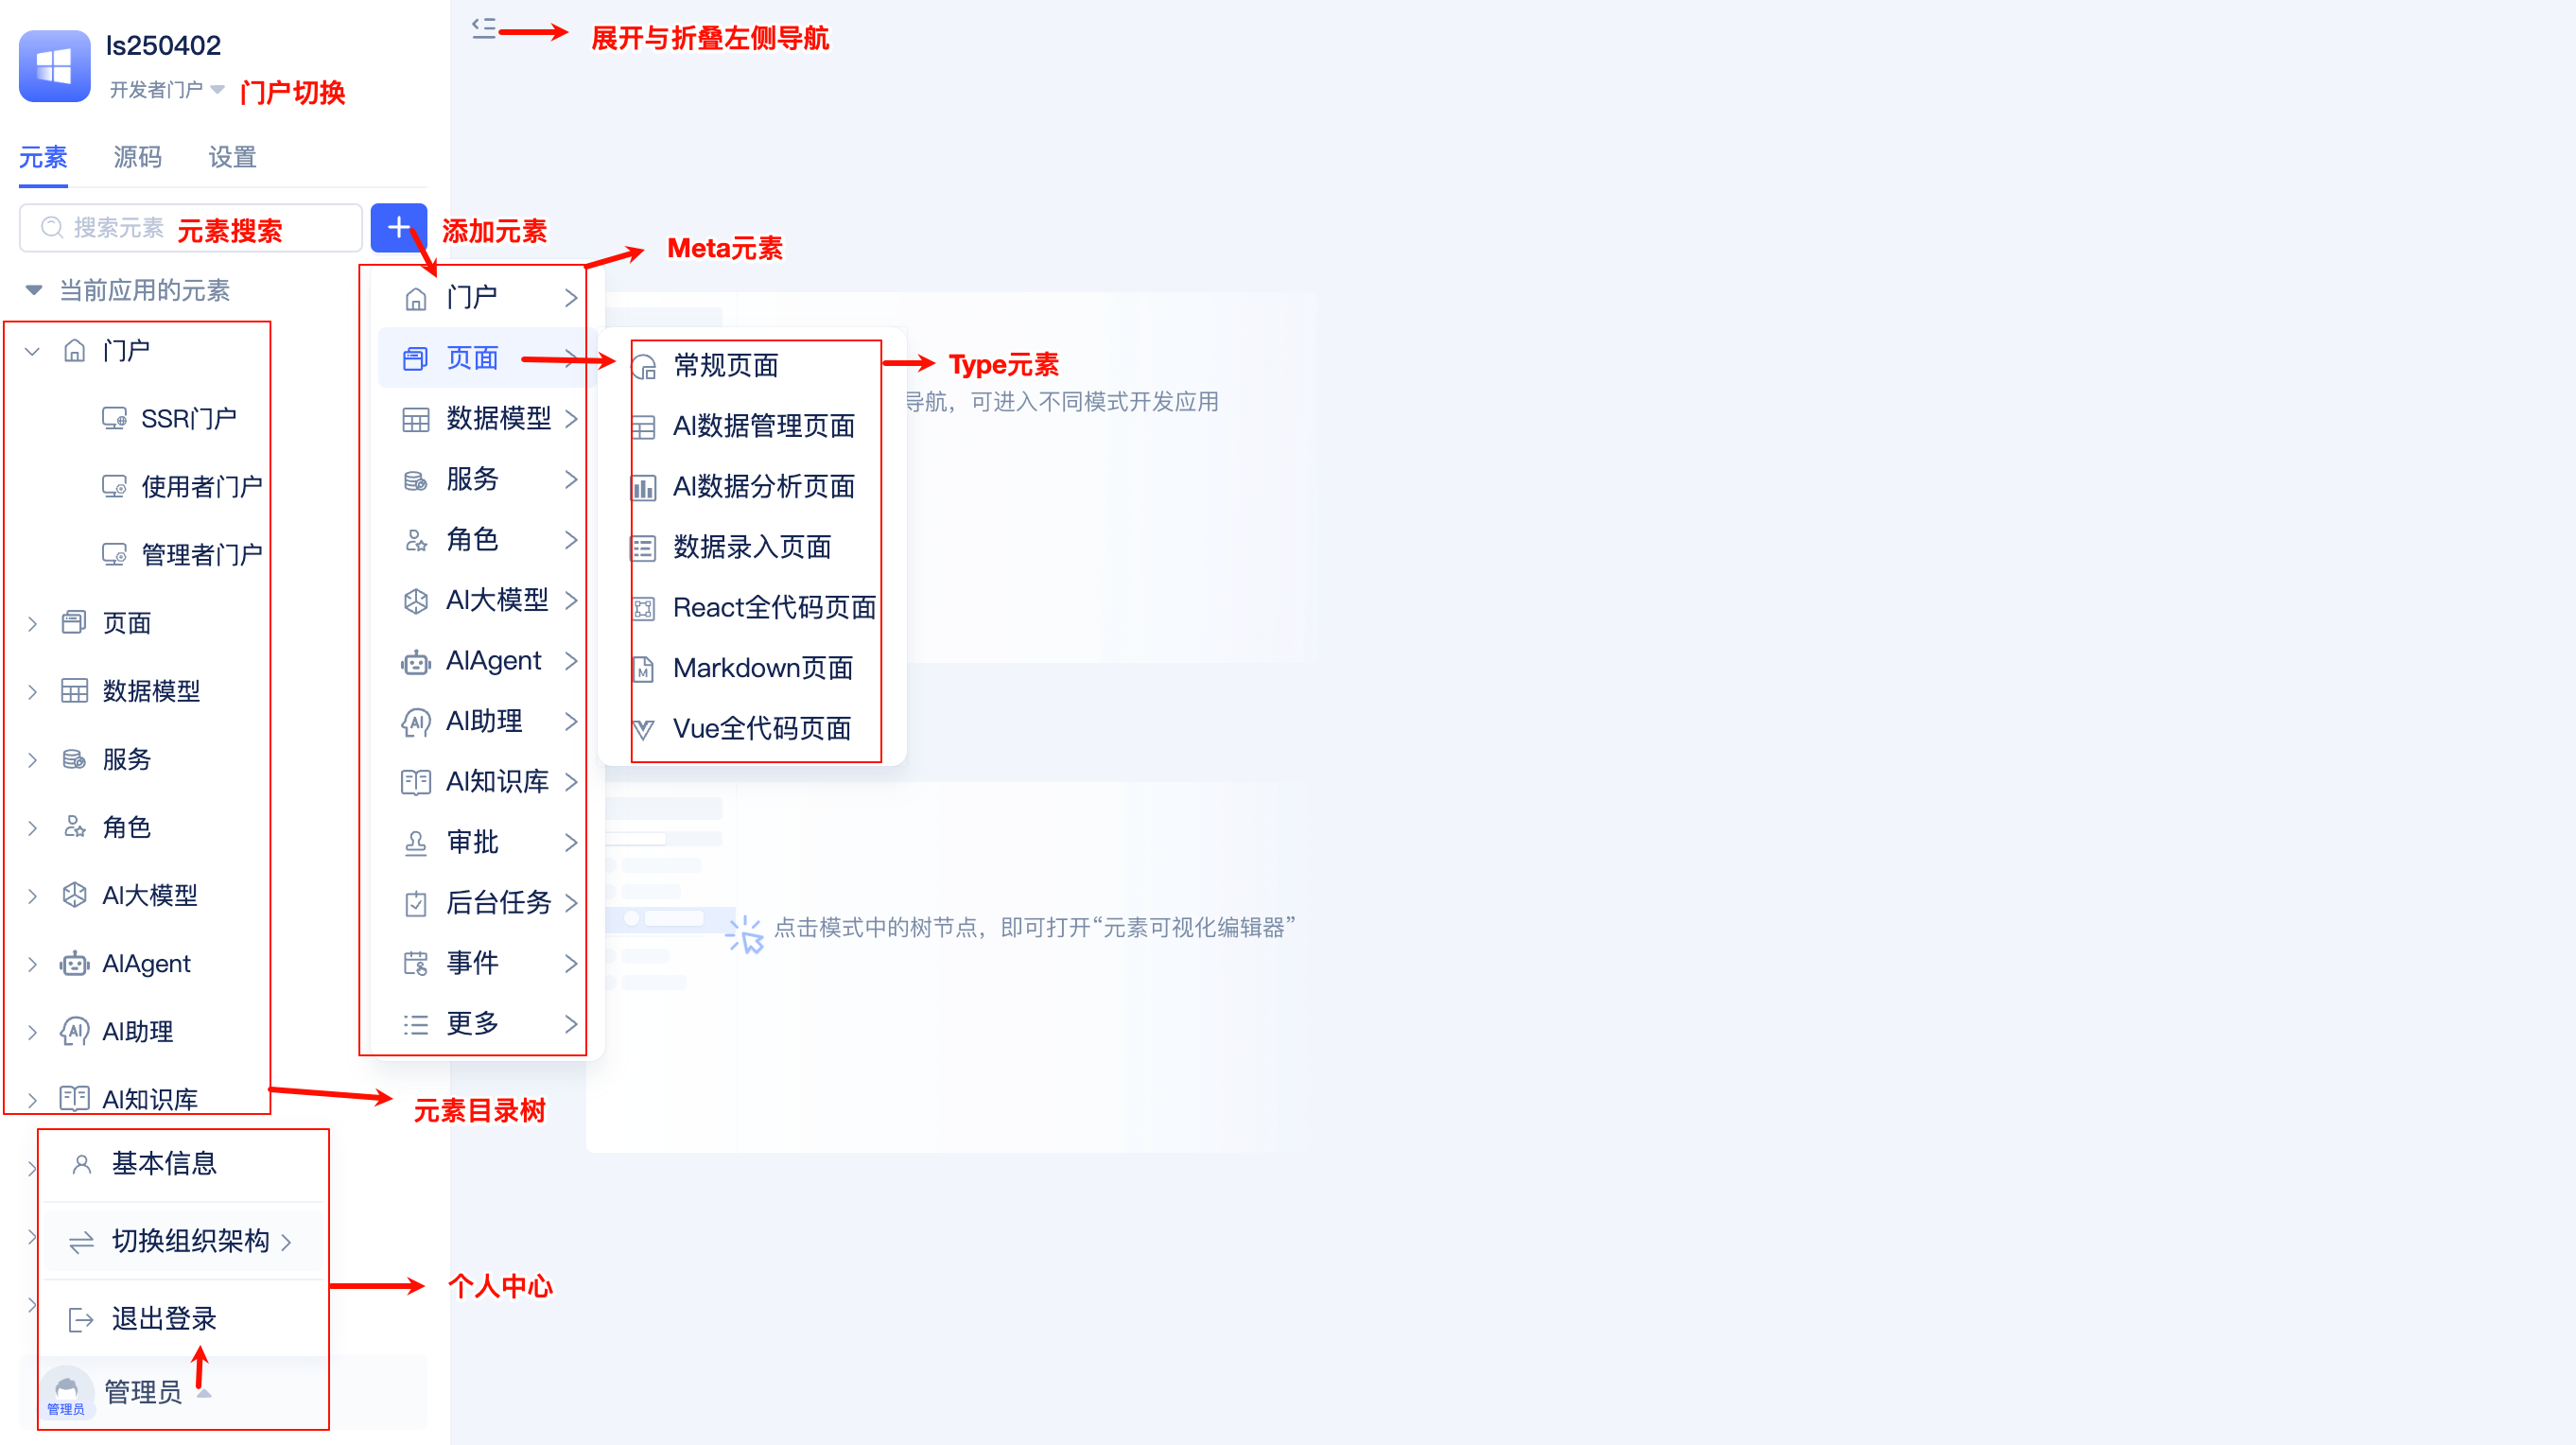 ls250402
开发者门户
门户切换
展开与折叠左侧导航
元素 源码 设置
搜索元素
元素搜索
添加元素
Meta元素
当前应用的元素
门户
SSR门户
使用者门户
管理者门户
页面
数据模型
服务
角色
AI大模型
AIAgent
AI助理
AI知识库
元素目录树
门户
页面
数据模型
服务
角色
AI大模型
AIAgent
AI助理
AI知识库
审批
后台任务
事件
更多
常规页面
AI数据管理页面
AI数据分析页面
数据录入页面
React全代码页面
Markdown页面
Vue全代码页面
Type元素
导航，可进入不同模式开发应用
点击模式中的树节点，即可打开“元素可视化编辑器”
基本信息
切换组织架构
退出登录
个人中心
管理员
管理员